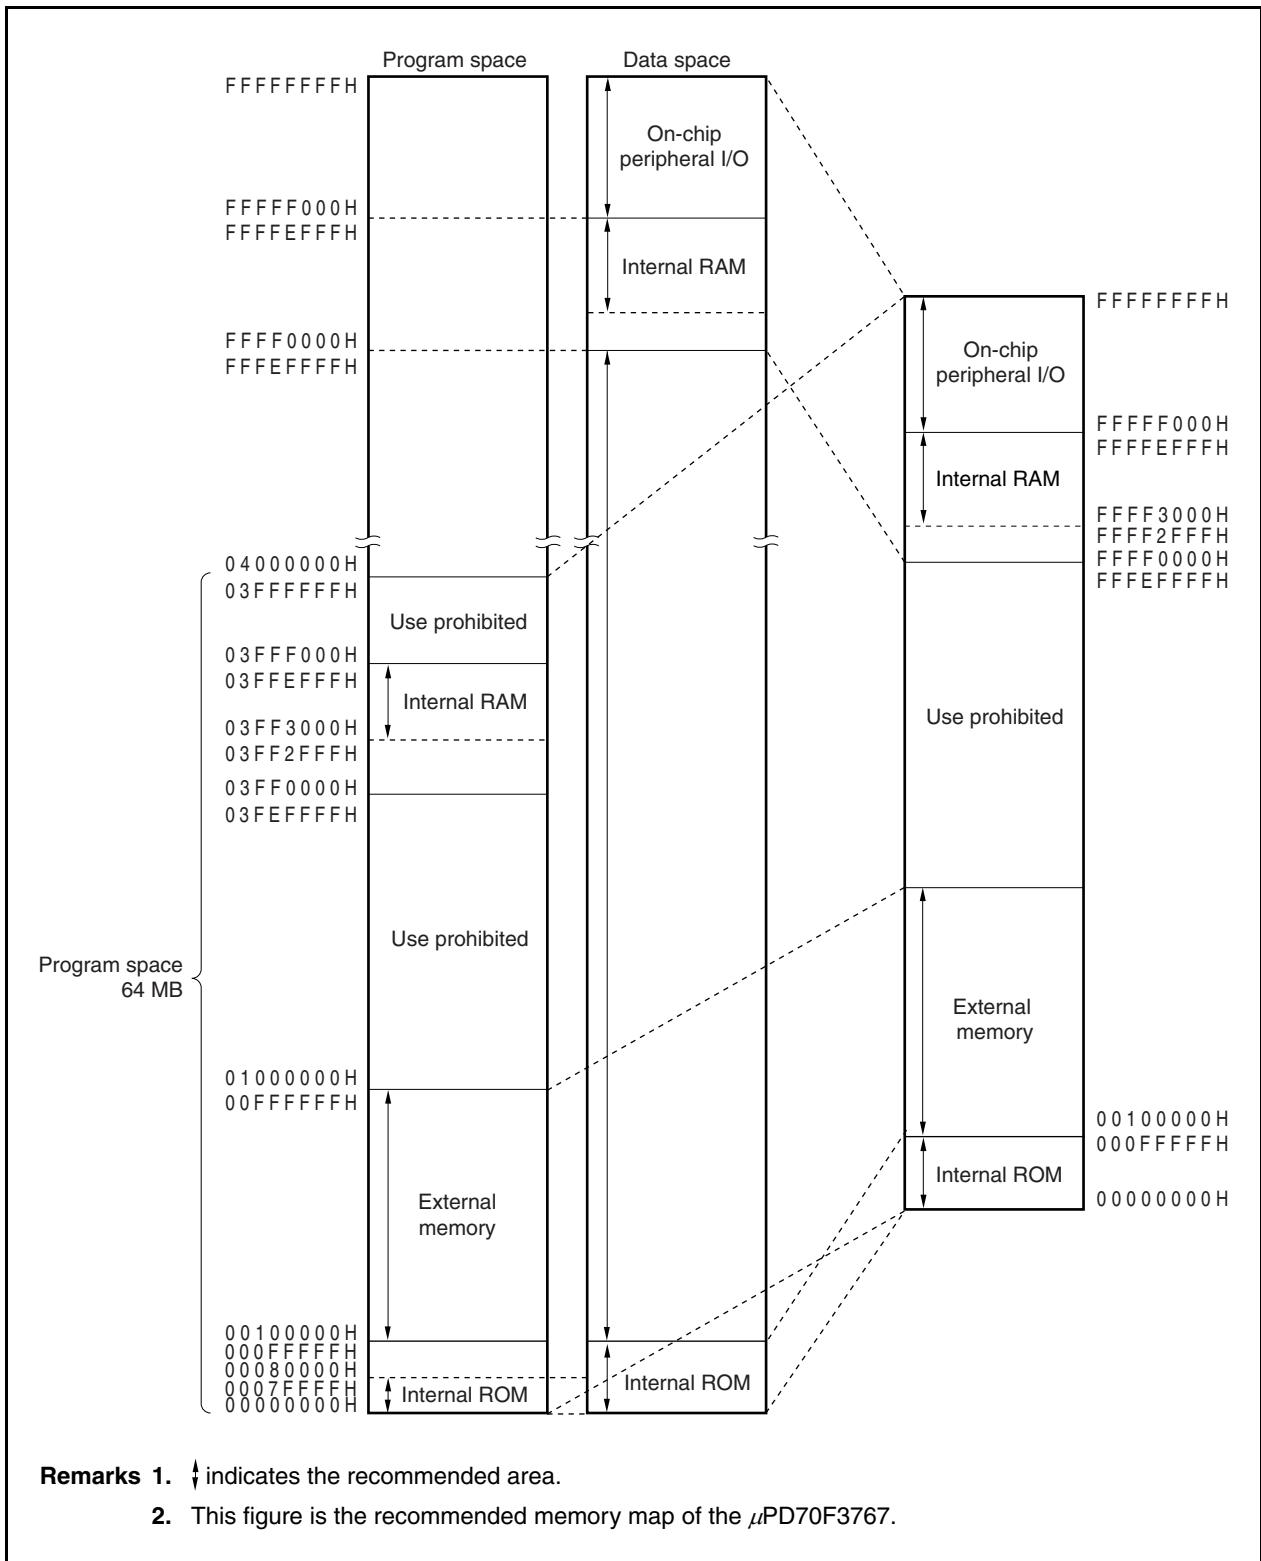 Program space
Data space
FFFFFFFFH
On-chip
peripheral I/O
FFFFF000H
FFFFEFFFH
Internal RAM
FFFF0000H
FFFEFFFFH
04000000H
03FFFFFFH
Use prohibited
03FFF000H
03FFEFFFH
Internal RAM
03FF3000H
03FF2FFFH
03FF0000H
03FEFFFFH
Use prohibited
Program space
64 MB
01000000H
00FFFFFFH
External
memory
00100000H
000FFFFFH
00080000H
0007FFFFH
00000000H
Internal ROM
Internal ROM
FFFFFFFFH
On-chip
peripheral I/O
FFFFF000H
FFFFEFFFH
Internal RAM
FFFF3000H
FFFF2FFFH
FFFF0000H
FFFEFFFFH
Use prohibited
External
memory
00100000H
000FFFFFH
Internal ROM
00000000H
Remarks 1. ↕ indicates the recommended area.
2. This figure is the recommended memory map of the μPD70F3767.